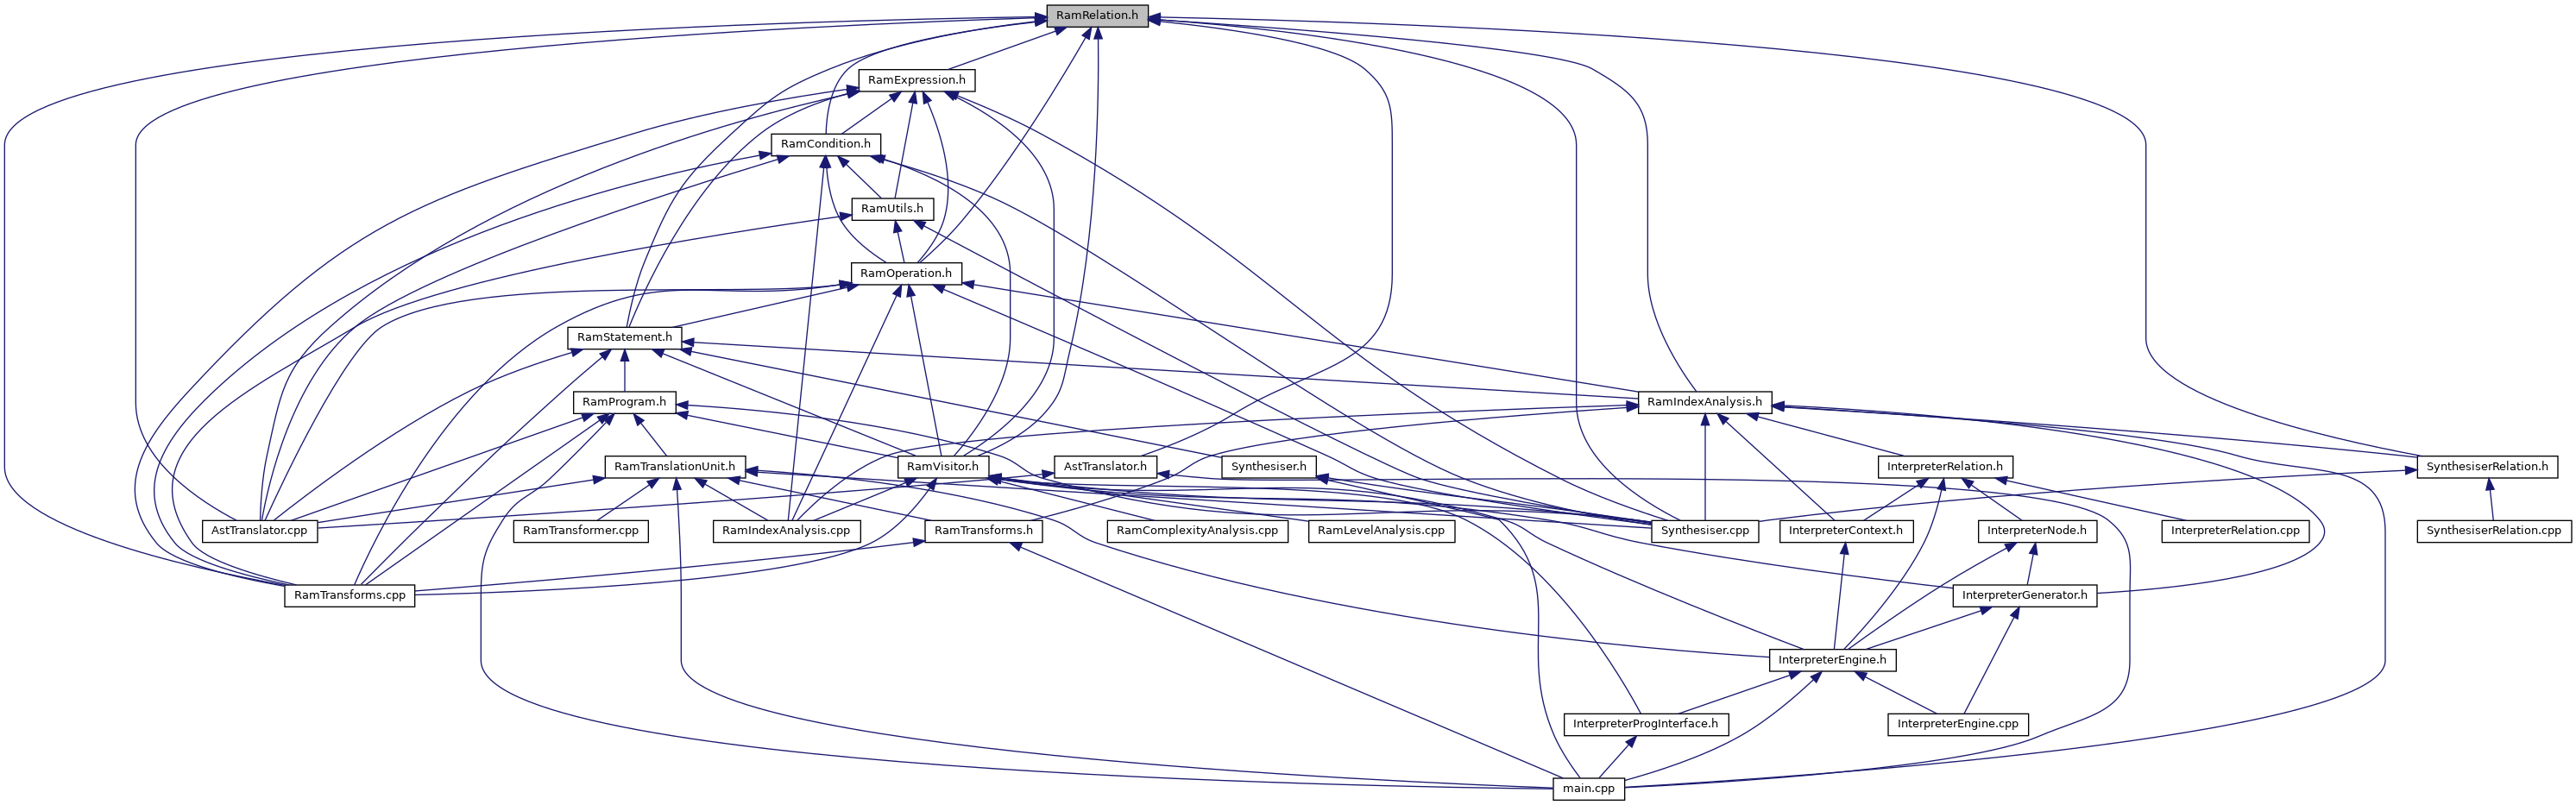 RamRelation.h
RamExpression.h
RamCondition.h
RamUtils.h
RamOperation.h
RamStatement.h
RamProgram.h
RamIndexAnalysis.h
RamTranslationUnit.h
RamVisitor.h
AstTranslator.h
Synthesiser.h
InterpreterRelation.h
SynthesiserRelation.h
AstTranslator.cpp
RamTransformer.cpp
RamIndexAnalysis.cpp
RamTransforms.h
RamComplexityAnalysis.cpp
RamLevelAnalysis.cpp
Synthesiser.cpp
InterpreterContext.h
InterpreterNode.h
InterpreterRelation.cpp
SynthesiserRelation.cpp
RamTransforms.cpp
InterpreterGenerator.h
InterpreterEngine.h
InterpreterProgInterface.h
InterpreterEngine.cpp
main.cpp